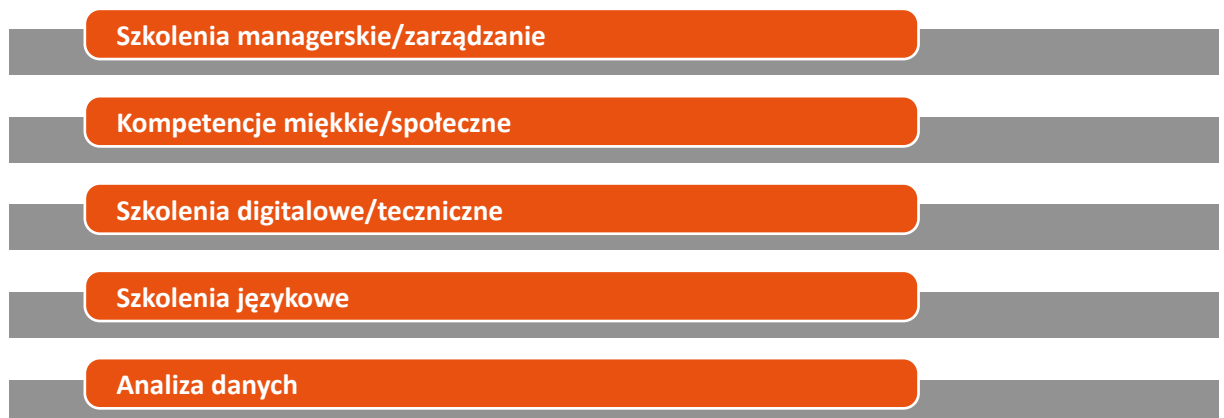 Szkolenia managerskie/zarządzanie
Kompetencje miękkie/społeczne
Szkolenia digitalowe/teczniczne
Szkolenia językowe
Analiza danych